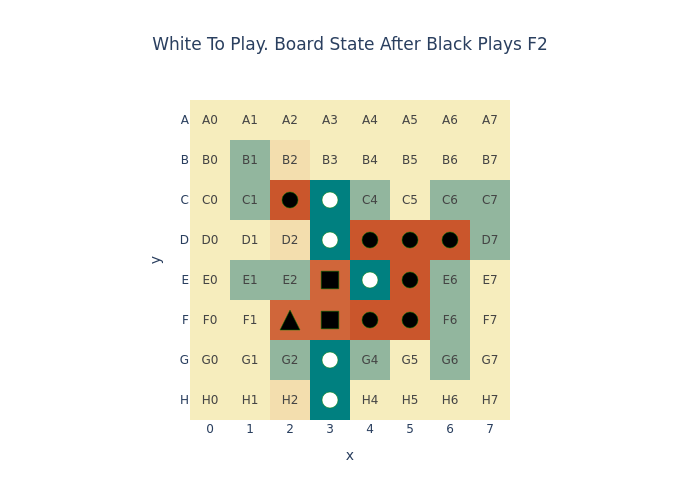 White To Play. Board State After Black Plays F2
A A0 A1 A2 A3 A4 A5 A6 A7
B B0 B1 B2 B3 B4 B5 B6 B7
C C0 C1 C4 C5 C6 C7
D D0 D1 D2 D7
E E0 E1 E2 E6 E7
F F0 F1 F6 F7
G G0 G1 G2 G4 G5 G6 G7
H H0 H1 H2 H4 H5 H6 H7
0 1 2 3 4 5 6 7
x
y